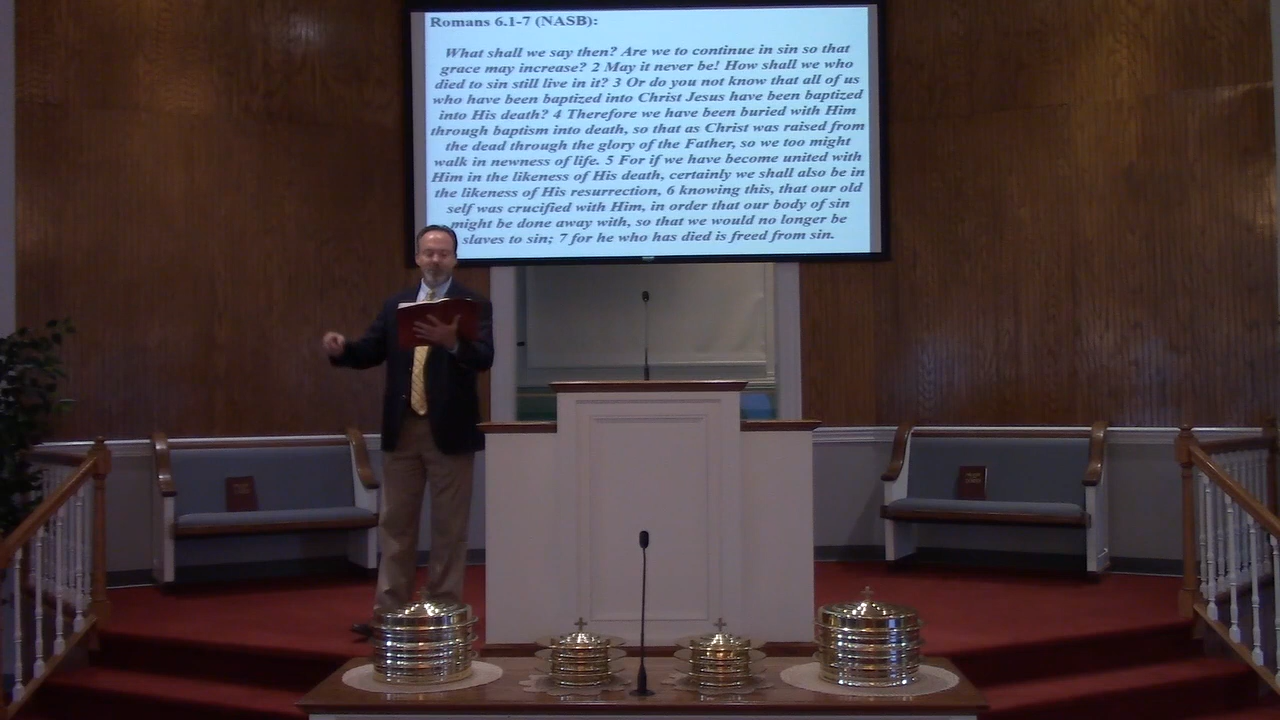 Romans 6.1-7 (NASB):
What shall we say then? Are we to continue in sin so that
grace may increase? 2 May it never be! How shall we who
died to sin still live in it? 3 Or do you not know that all of us
who have been baptized into Christ Jesus have been baptized
into His death? 4 Therefore we have been buried with Him
through baptism into death, so that as Christ was raised from
the dead through the glory of the Father, so we too might
walk in newness of life. 5 For if we have become united with
Him in the likeness of His death, certainly we shall also be in
the likeness of His resurrection, 6 knowing this, that our old
self was crucified with Him, in order that our body of sin
might be done away with, so that we would no longer be
slaves to sin; 7 for he who has died is freed from sin.